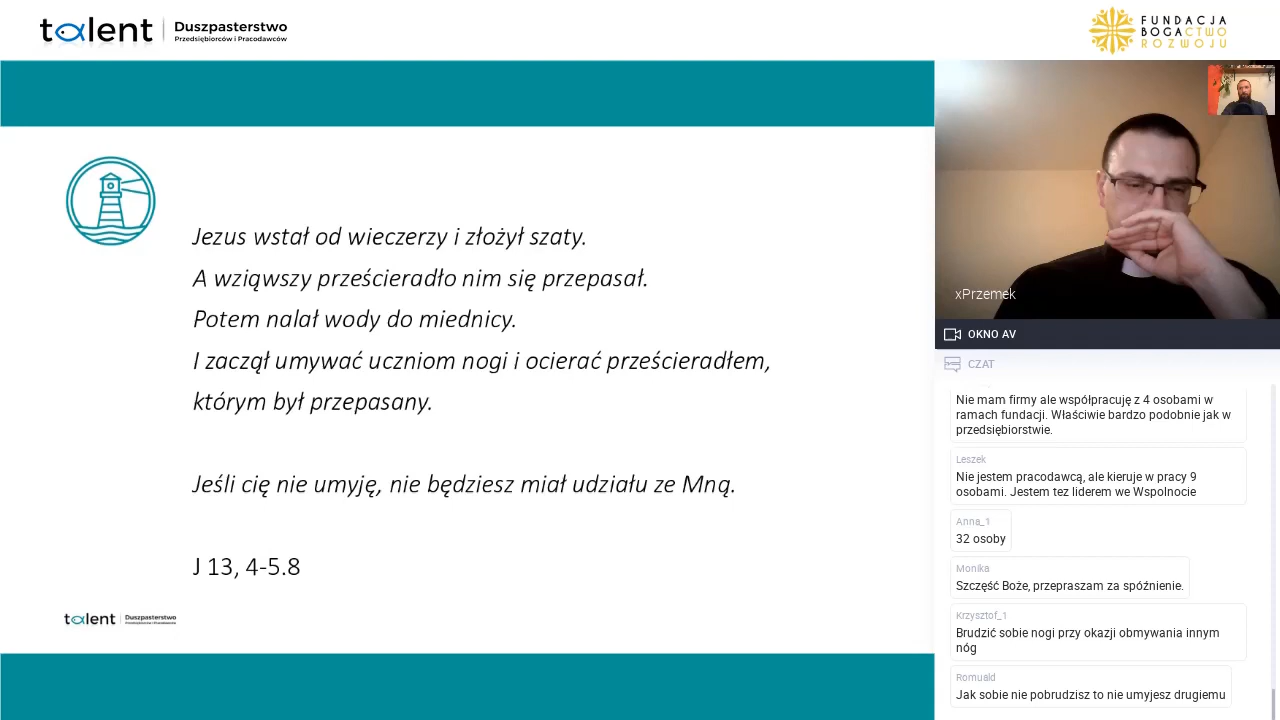 talent
Duszpasterstwo
Przedsiębiorców i Pracodawców
FUNDACJA
BOGACTWO
ROZWOJU
Jezus wstał od wieczerzy i złożył szaty.
A wziąwszy prześcieradło nim się przepasał.
Potem nalał wody do miednicy.
I zaczął umywać uczniom nogi i ocierać prześcieradłem,
którym był przepasany.
Jeśli cię nie umyję, nie będziesz miał udziału ze Mną.
J 13, 4-5.8
talent
Duszpasterstwo
Przedsiębiorców i Pracodawców
xPrzemek
OKNO AV
CZAT
Nie mam firmy ale współpracuję z 4 osobami w
ramach fundacji. Właściwie bardzo podobnie jak w
przedsiębiorstwie.
Leszek
Nie jestem pracodawcą, ale kieruje w pracy 9
osobami. Jestem tez liderem we Wspolnocie
Anna_1
32 osoby
Monika
Szczęść Boże, przepraszam za spóźnienie.
Krzysztof_1
Brudzić sobie nogi przy okazji obmywania innym
nóg
Romuald
Jak sobie nie pobrudzisz to nie umyjesz drugiemu